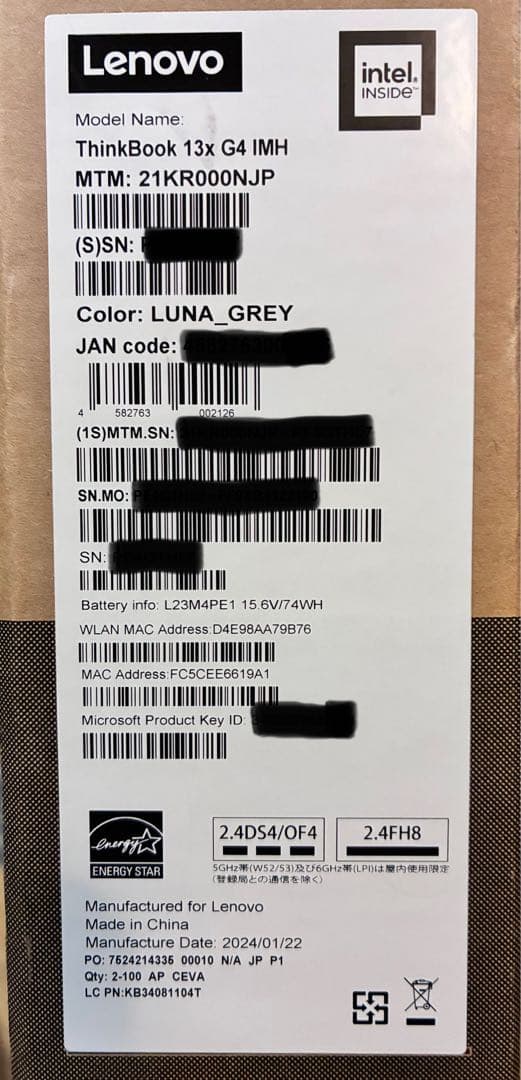 Lenovo
intel
INSIDE™
Model Name:
ThinkBook 13x G4 IMH
MTM: 21KR000NJP
(S)SN:
Color: LUNA_GREY
JAN code:
4 582763 002126
(1S)MTM.SN:
SN.MO:
SN:
Battery info: L23M4PE1 15.6V/74WH
WLAN MAC Address:D4E98AA79B76
MAC Address:FC5CEE6619A1
Microsoft Product Key ID:
energy
ENERGY STAR
2.4DS4/OF4
2.4FH8
5GHz帯(W52/53)及び6GHz帯(LPI)は屋内使用限定
(登録局との通信を除く)
Manufactured for Lenovo
Made in China
Manufacture Date: 2024/01/22
PO: 7524214335 00010 N/A JP P1
Qty: 2-100 AP CEVA
LC PN:KB34081104T